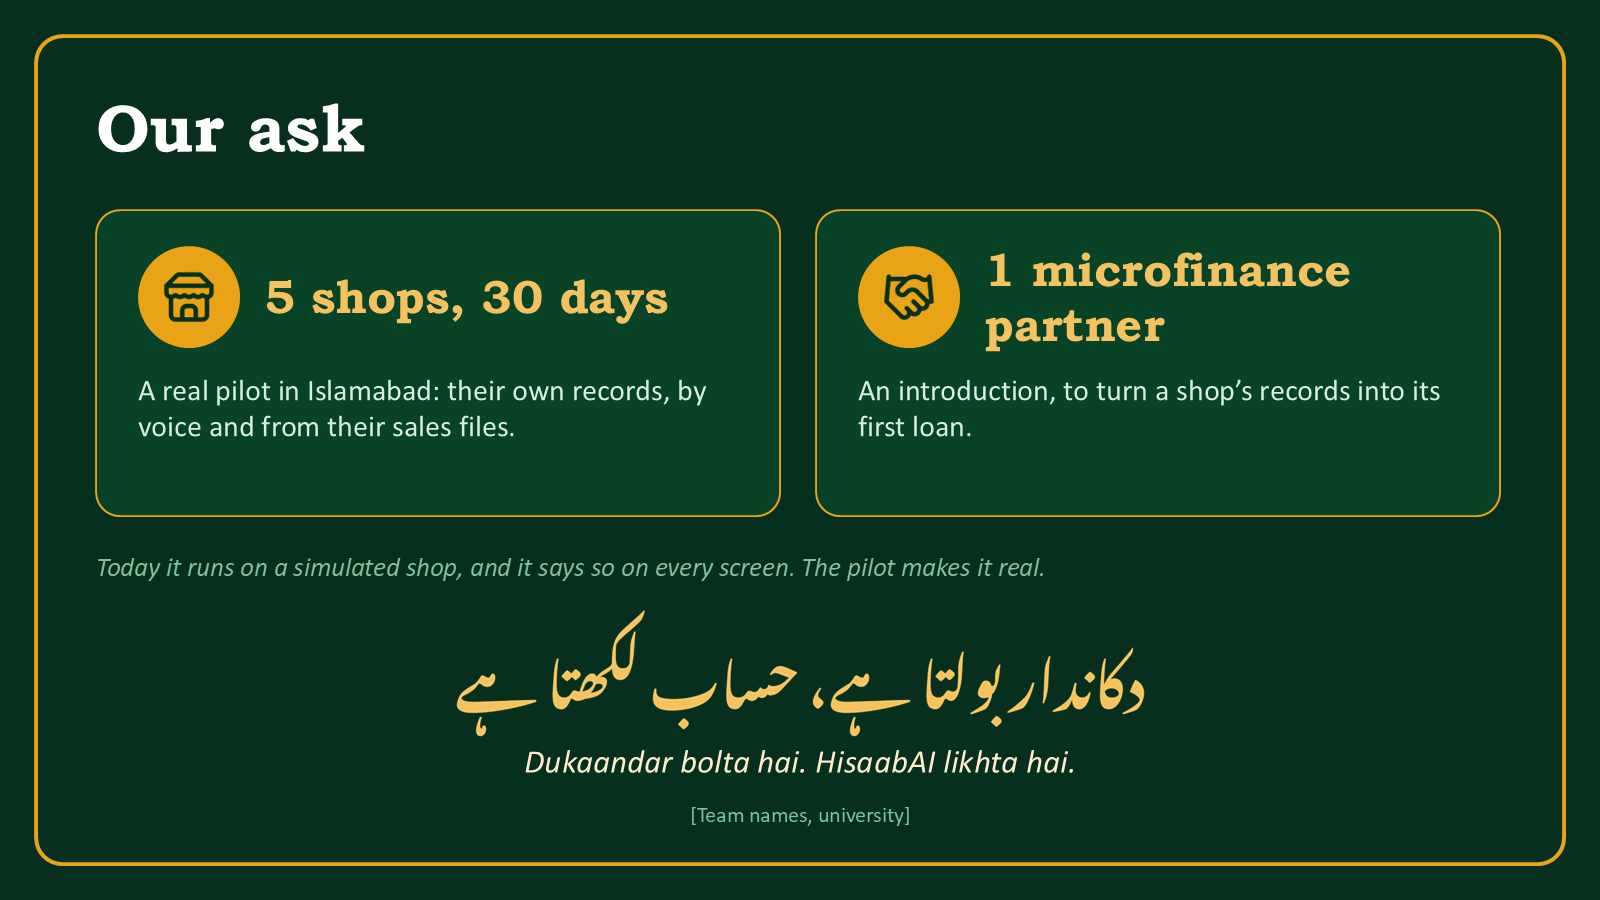 Our ask
5 shops, 30 days
A real pilot in Islamabad: their own records, by
voice and from their sales files.
1 microfinance
partner
An introduction, to turn a shop’s records into its
first loan.
Today it runs on a simulated shop, and it says so on every screen. The pilot makes it real.
دکاندار بولتا ہے، حساب لکھتا ہے
Dukaandar bolta hai. HisaabAI likhta hai.
[Team names, university]